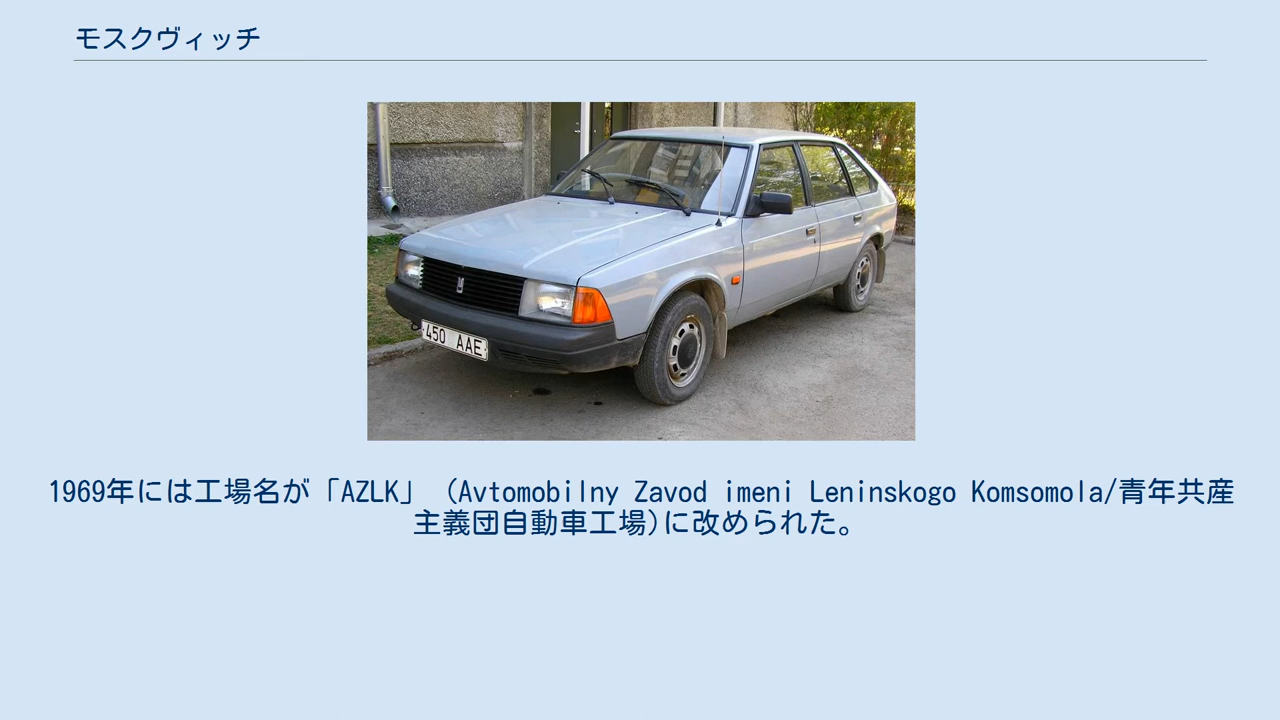 モスクヴィッチ
450 AAE
1969年には工場名が「AZLK」 (Avtomobilny Zavod imeni Leninskogo Komsomola/青年共産
主義団自動車工場)に改められた。